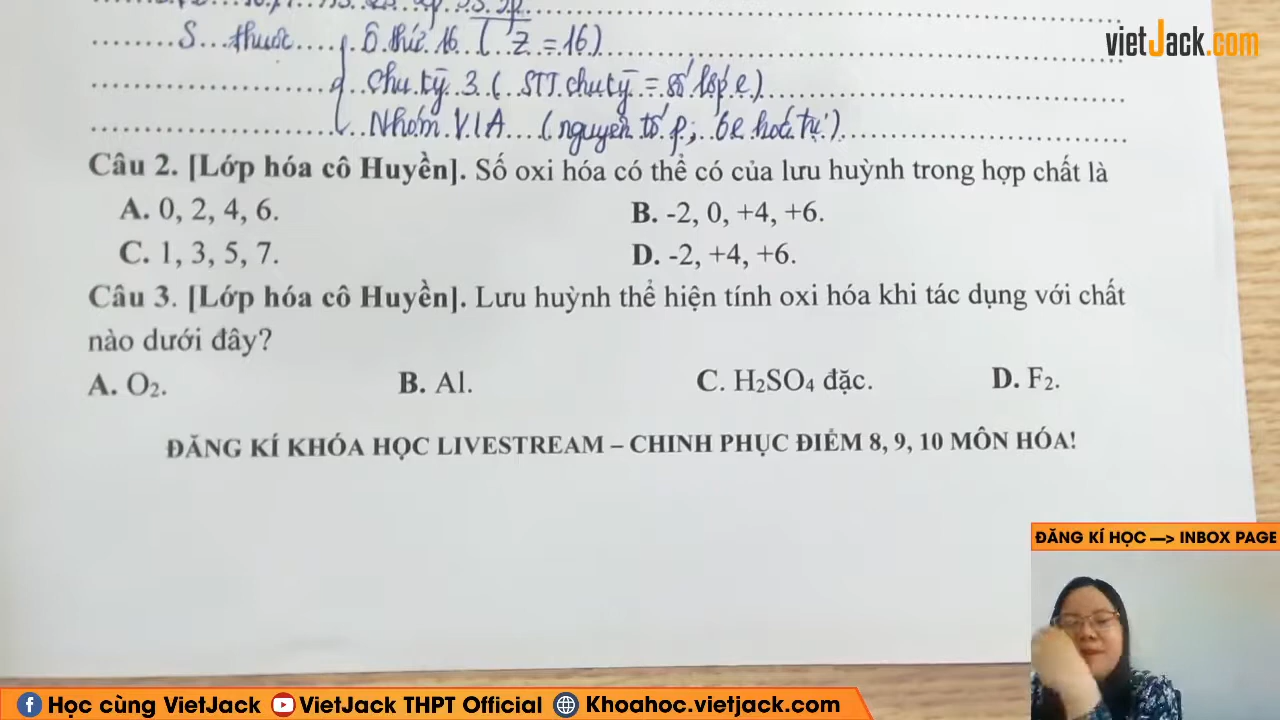 vietJack.com
S thuộc Ô thứ 16 ( Z = 16)
Chu kỳ 3 ( STT chu kỳ = số lớp e)
Nhóm VIA (nguyên tố p; 6e hoá trị)
Câu 2. [Lớp hóa cô Huyền]. Số oxi hóa có thể có của lưu huỳnh trong hợp chất là
A. 0, 2, 4, 6. B. -2, 0, +4, +6.
C. 1, 3, 5, 7. D. -2, +4, +6.
Câu 3. [Lớp hóa cô Huyền]. Lưu huỳnh thể hiện tính oxi hóa khi tác dụng với chất
nào dưới đây?
A. O₂. B. Al. C. H₂SO₄ đặc. D. F₂.
ĐĂNG KÍ KHÓA HỌC LIVESTREAM – CHINH PHỤC ĐIỂM 8, 9, 10 MÔN HÓA!
ĐĂNG KÍ HỌC —> INBOX PAGE
Học cùng VietJack VietJack THPT Official Khoahoc.vietjack.com